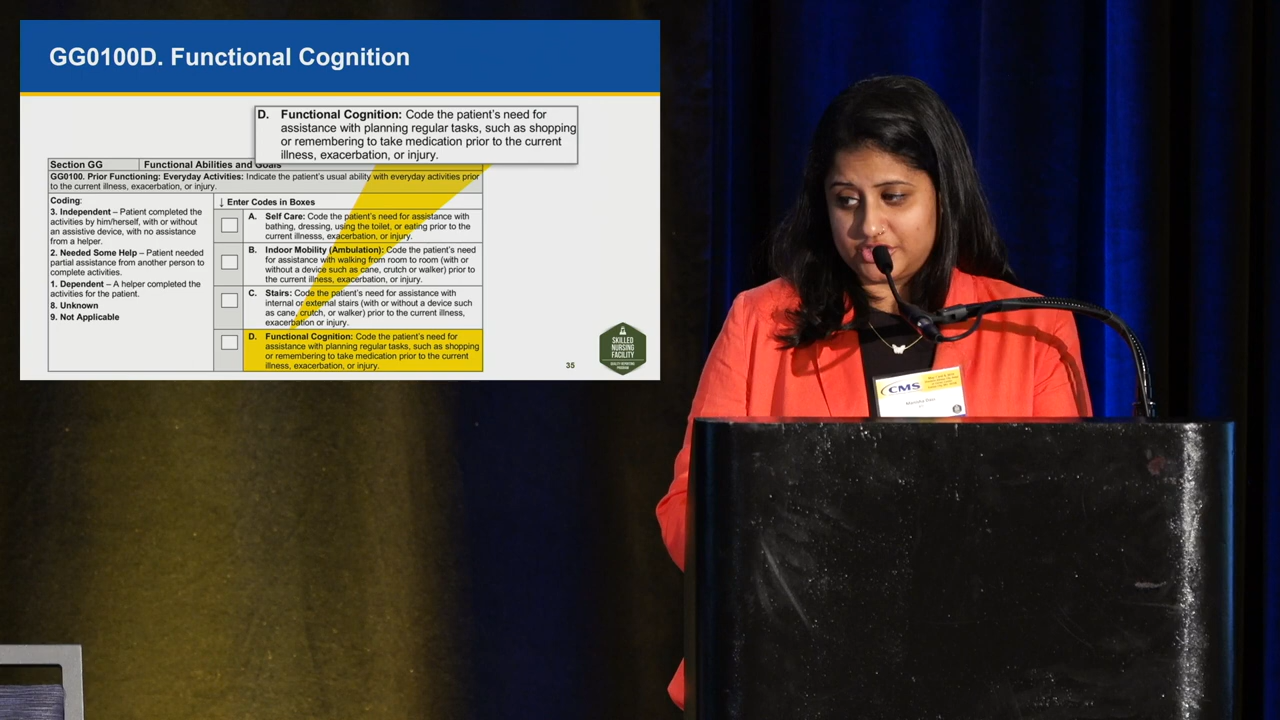 GG0100D. Functional Cognition
D. Functional Cognition: Code the patient's need for
assistance with planning regular tasks, such as shopping
or remembering to take medication prior to the current
illness, exacerbation, or injury.
Section GG Functional Abilities and Goals
GG0100. Prior Functioning: Everyday Activities: Indicate the patient's usual ability with everyday activities prior
to the current illness, exacerbation, or injury.
Coding:
3. Independent – Patient completed the
activities by him/herself, with or without
an assistive device, with no assistance
from a helper.
2. Needed Some Help – Patient needed
partial assistance from another person to
complete activities.
1. Dependent – A helper completed the
activities for the patient.
8. Unknown
9. Not Applicable
↓ Enter Codes in Boxes
A. Self Care: Code the patient's need for assistance with
bathing, dressing, using the toilet, or eating prior to the
current illnesss, exacerbation, or injury.
B. Indoor Mobility (Ambulation): Code the patient's need
for assistance with walking from room to room (with or
without a device such as cane, crutch or walker) prior to
the current illness, exacerbation, or injury.
C. Stairs: Code the patient's need for assistance with
internal or external stairs (with or without a device such
as cane, crutch, or walker) prior to the current illness,
exacerbation or injury.
D. Functional Cognition: Code the patient's need for
assistance with planning regular tasks, such as shopping
or remembering to take medication prior to the current
illness, exacerbation, or injury.
35
SKILLED
NURSING
FACILITY
QUALITY REPORTING
PROGRAM
CMS